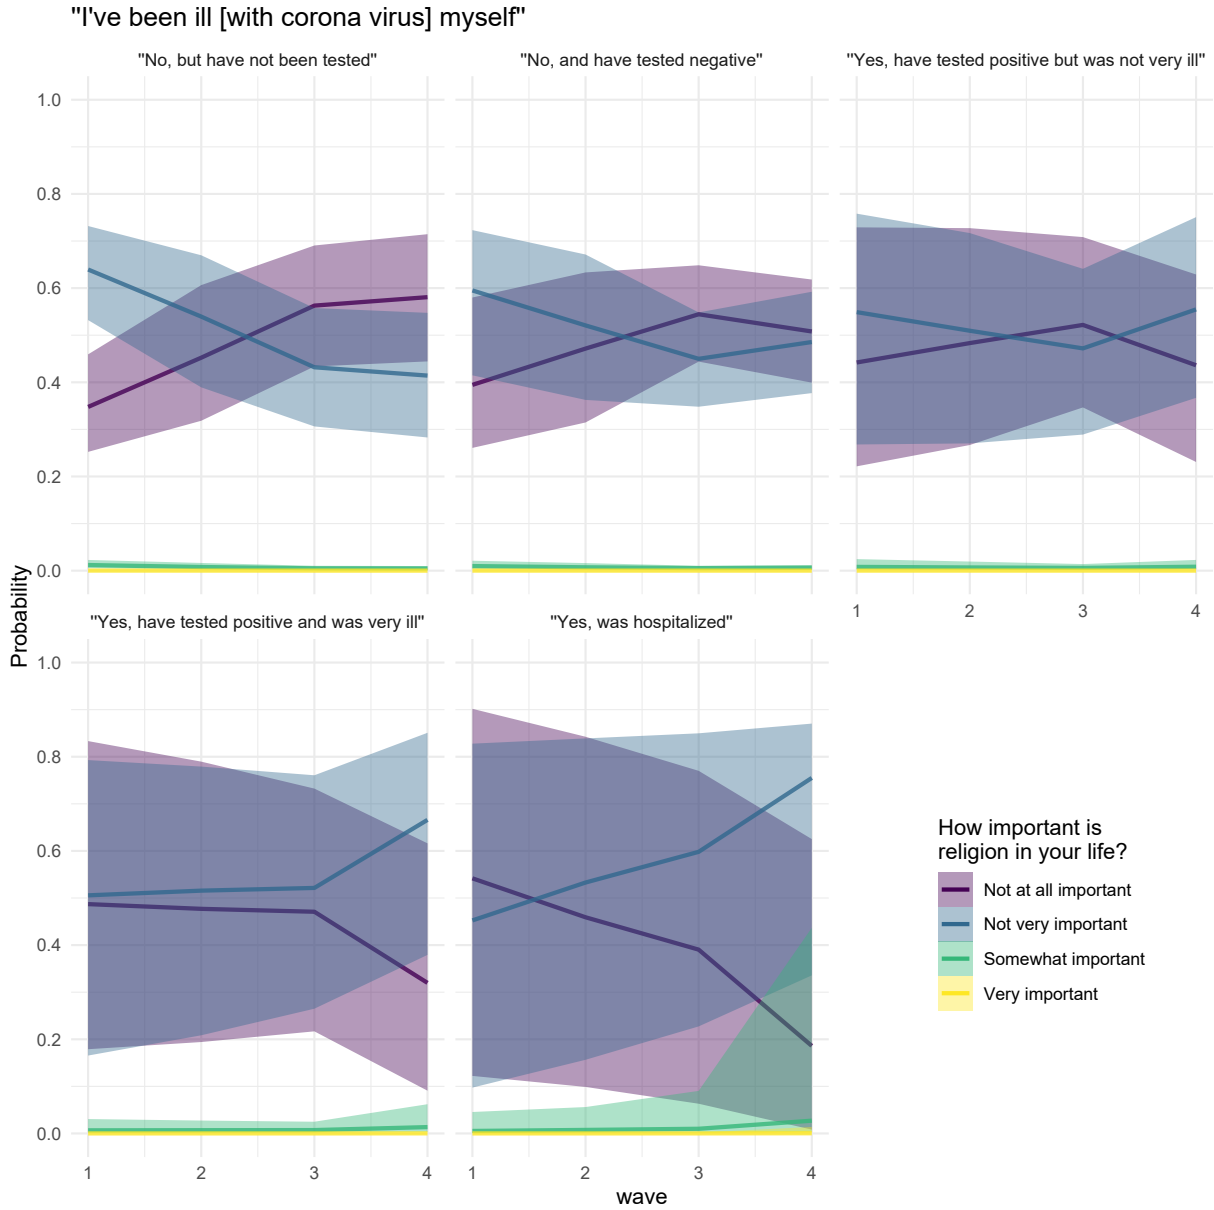 "I've been ill [with corona virus] myself"
"No, but have not been tested"
"No, and have tested negative"
"Yes, have tested positive but was not very ill"
1.0
0.8
0.6
0.4
0.2
0.0
1 2 3 4
Probability
"Yes, have tested positive and was very ill"
"Yes, was hospitalized"
1.0
0.8
0.6
0.4
0.2
0.0
1 2 3 4
1 2 3 4
wave
How important is
religion in your life?
Not at all important
Not very important
Somewhat important
Very important